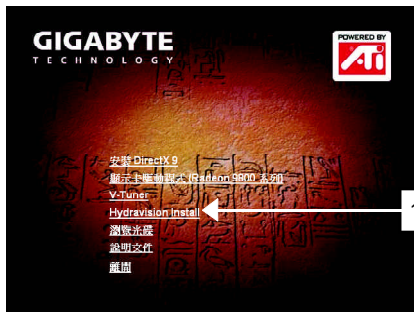 GIGABYTE
TECHNOLOGY
POWERED BY
ATi
安裝 DirectX 9
顯示卡驅動程式 (Radeon 9800 系列)
V-Tuner
Hydravision Install
瀏覽光碟
說明文件
離開
1